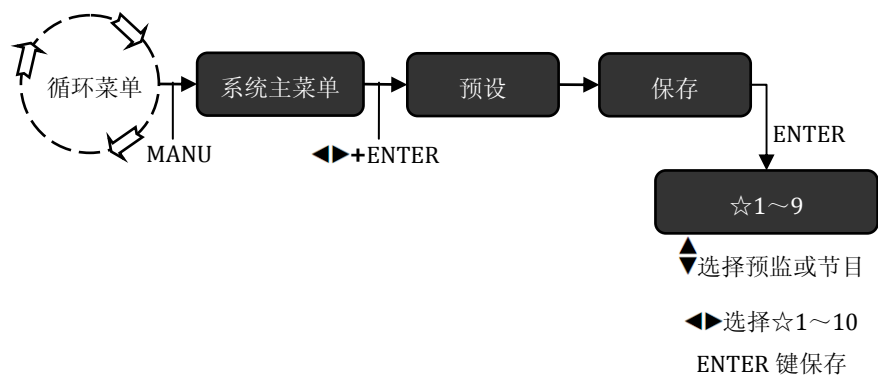 循环菜单
系统主菜单
预设
保存
MANU
◀▶+ENTER
ENTER
☆1～9
▲▼选择预监或节目
◀▶选择☆1～10
ENTER 键保存